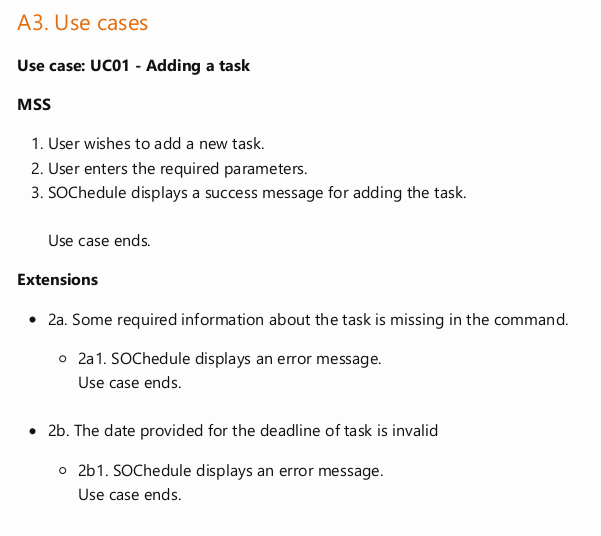 A3. Use cases
Use case: UC01 - Adding a task
MSS
1. User wishes to add a new task.
2. User enters the required parameters.
3. SOChedule displays a success message for adding the task.
Use case ends.
Extensions
• 2a. Some required information about the task is missing in the command.
◦ 2a1. SOChedule displays an error message.
Use case ends.
• 2b. The date provided for the deadline of task is invalid
◦ 2b1. SOChedule displays an error message.
Use case ends.